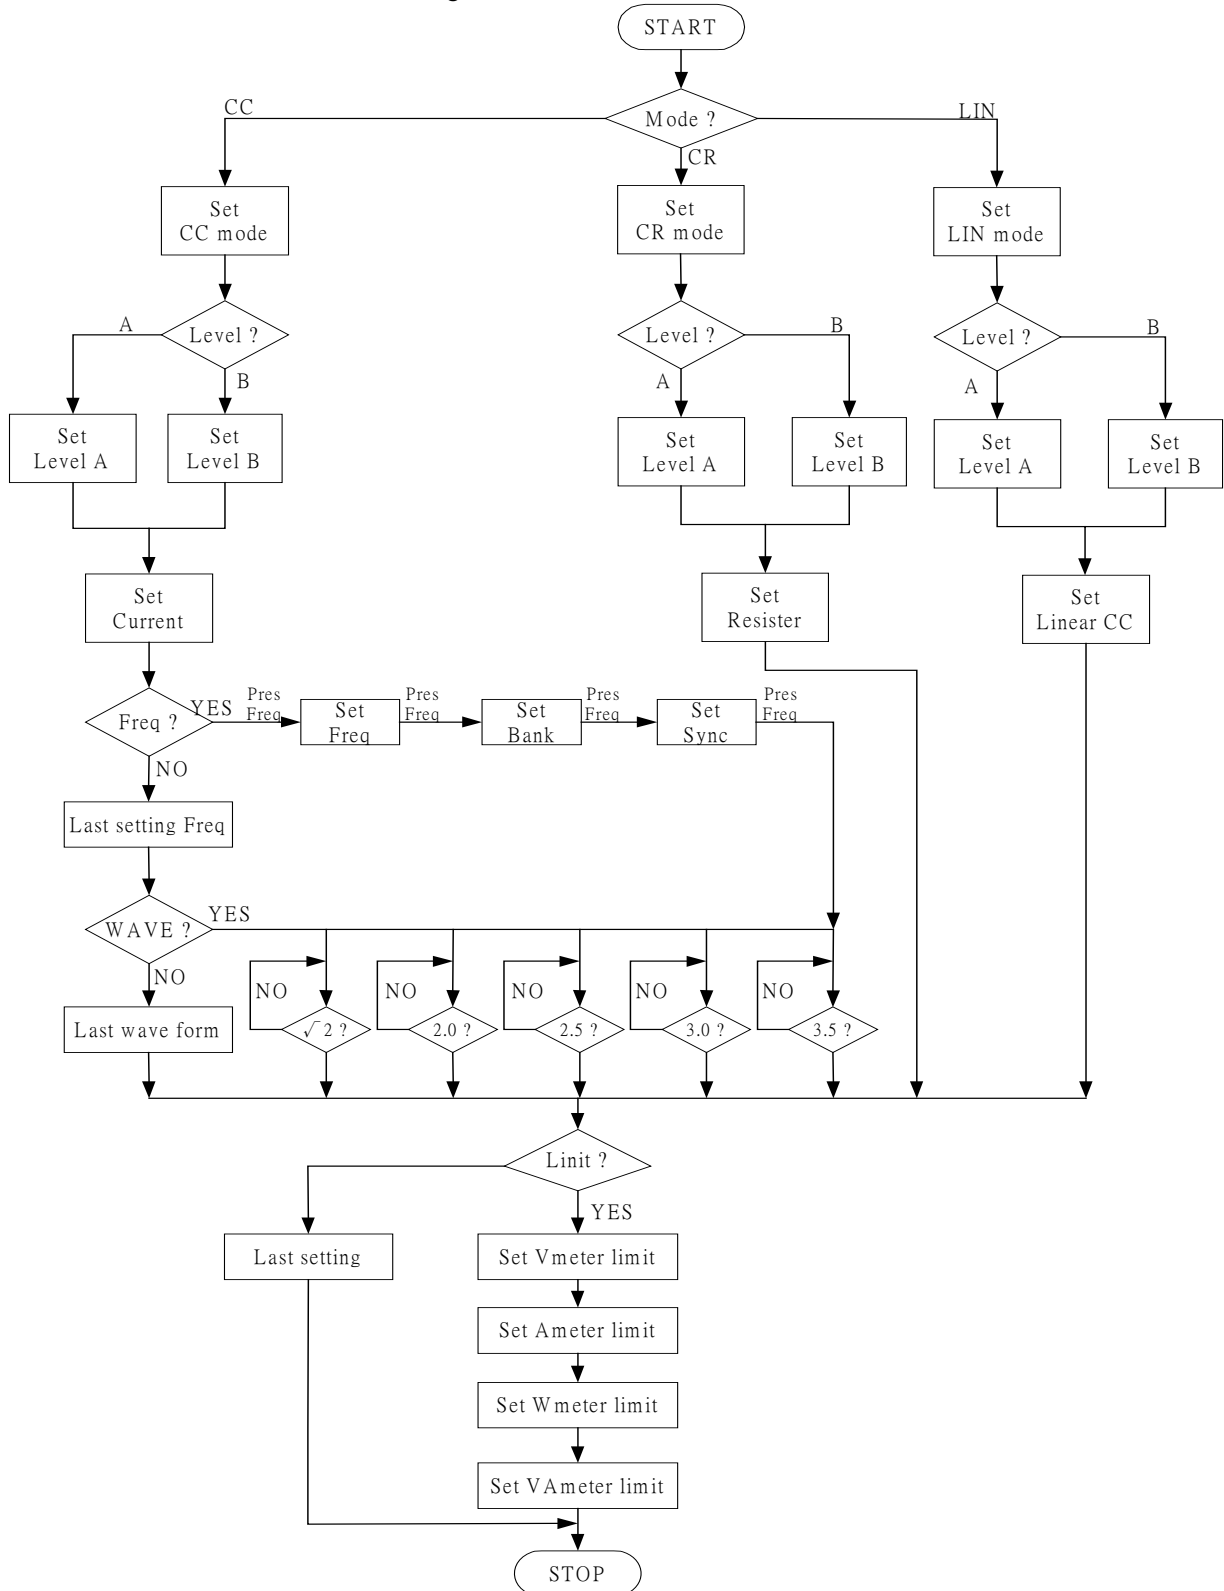 START
Mode ?
CC
LIN
CR
Set
CC mode
Set
CR mode
Set
LIN mode
Level ?
A
B
Level ?
A
B
Level ?
A
B
Set
Level A
Set
Level B
Set
Level A
Set
Level B
Set
Level A
Set
Level B
Set
Current
Set
Resister
Set
Linear CC
Freq ?
YES
Pres
Freq
Set
Freq
Pres
Freq
Set
Bank
Pres
Freq
Set
Sync
Pres
Freq
NO
Last setting Freq
WAVE ?
YES
NO
NO
NO
NO
NO
NO
Last wave form
√2 ?
2.0 ?
2.5 ?
3.0 ?
3.5 ?
Linit ?
YES
Last setting
Set Vmeter limit
Set Ameter limit
Set Wmeter limit
Set VAmeter limit
STOP